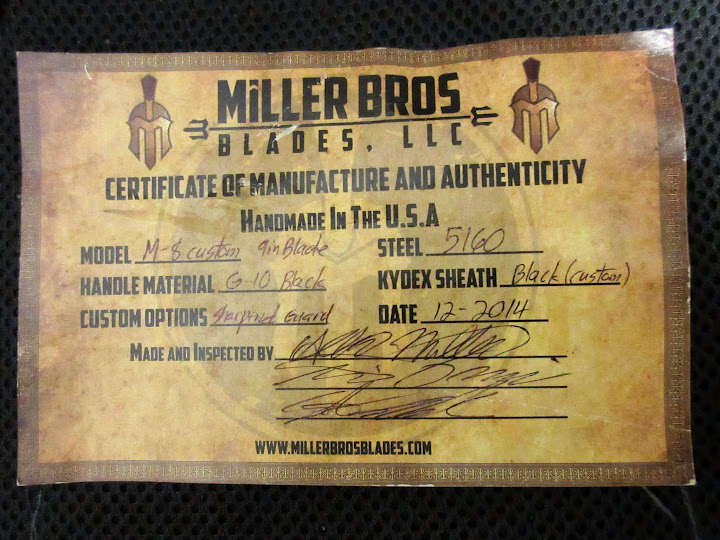 MiLLER BROS
BLADES, LLC
CERTIFICATE OF MANUFACTURE AND AUTHENTICITY
HANDMADE IN THE U.S.A
MODEL M-8 custom 9in Blade STEEL 5160
HANDLE MATERIAL G-10 Black KYDEX SHEATH Black (custom)
CUSTOM OPTIONS Guard DATE 12-2014
MADE AND INSPECTED BY
WWW.MILLERBROSBLADES.COM